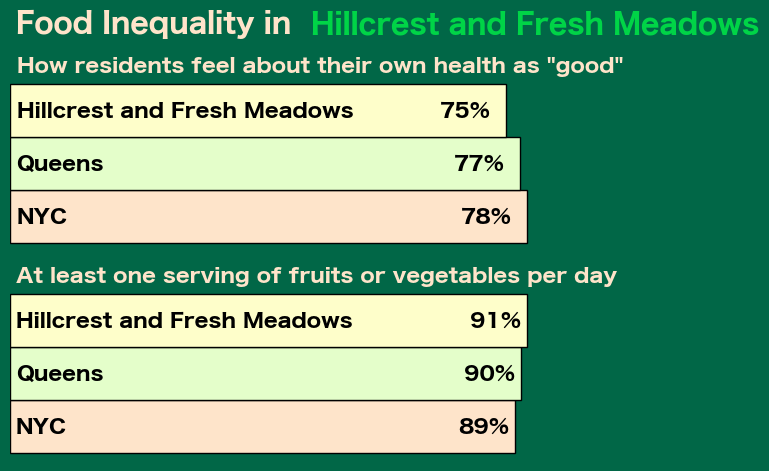 Food Inequality in Hillcrest and Fresh Meadows
How residents feel about their own health as "good"
Hillcrest and Fresh Meadows 75%
Queens 77%
NYC 78%
At least one serving of fruits or vegetables per day
Hillcrest and Fresh Meadows 91%
Queens 90%
NYC 89%